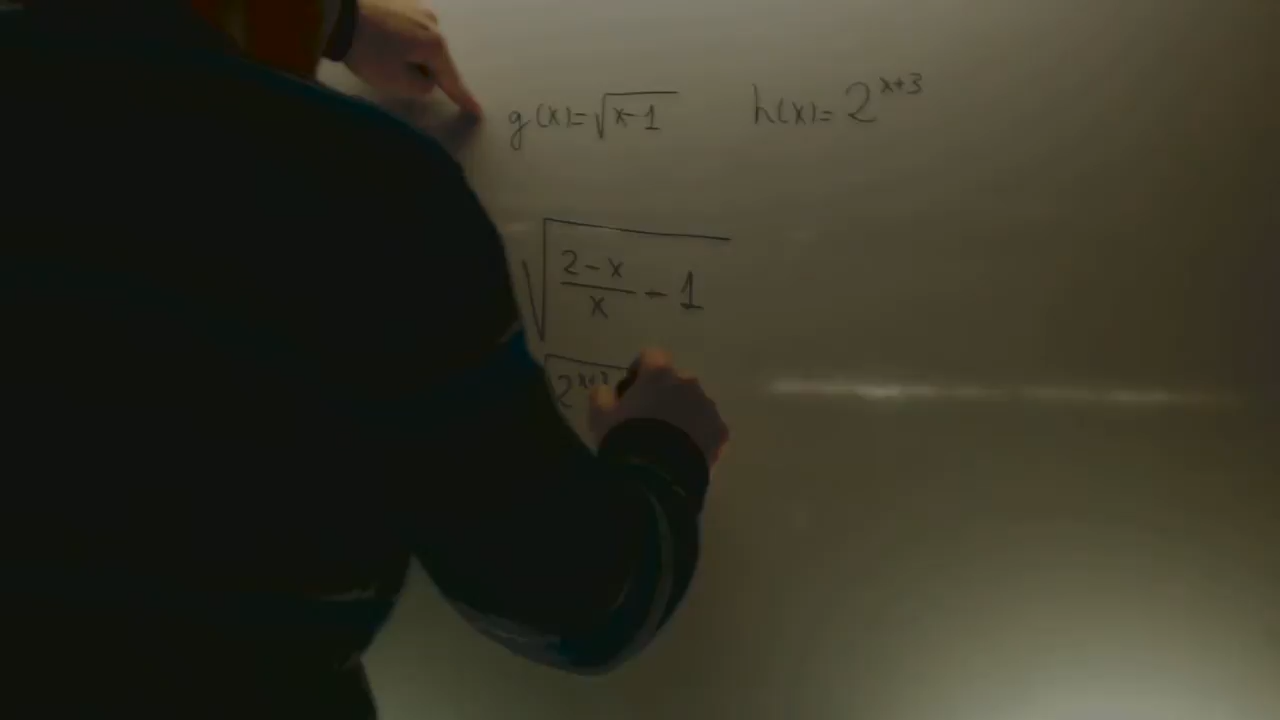 g(x)=√(x-1) h(x)=2^(x+3)
√((2-x)/x - 1)
√(2^(x+3)